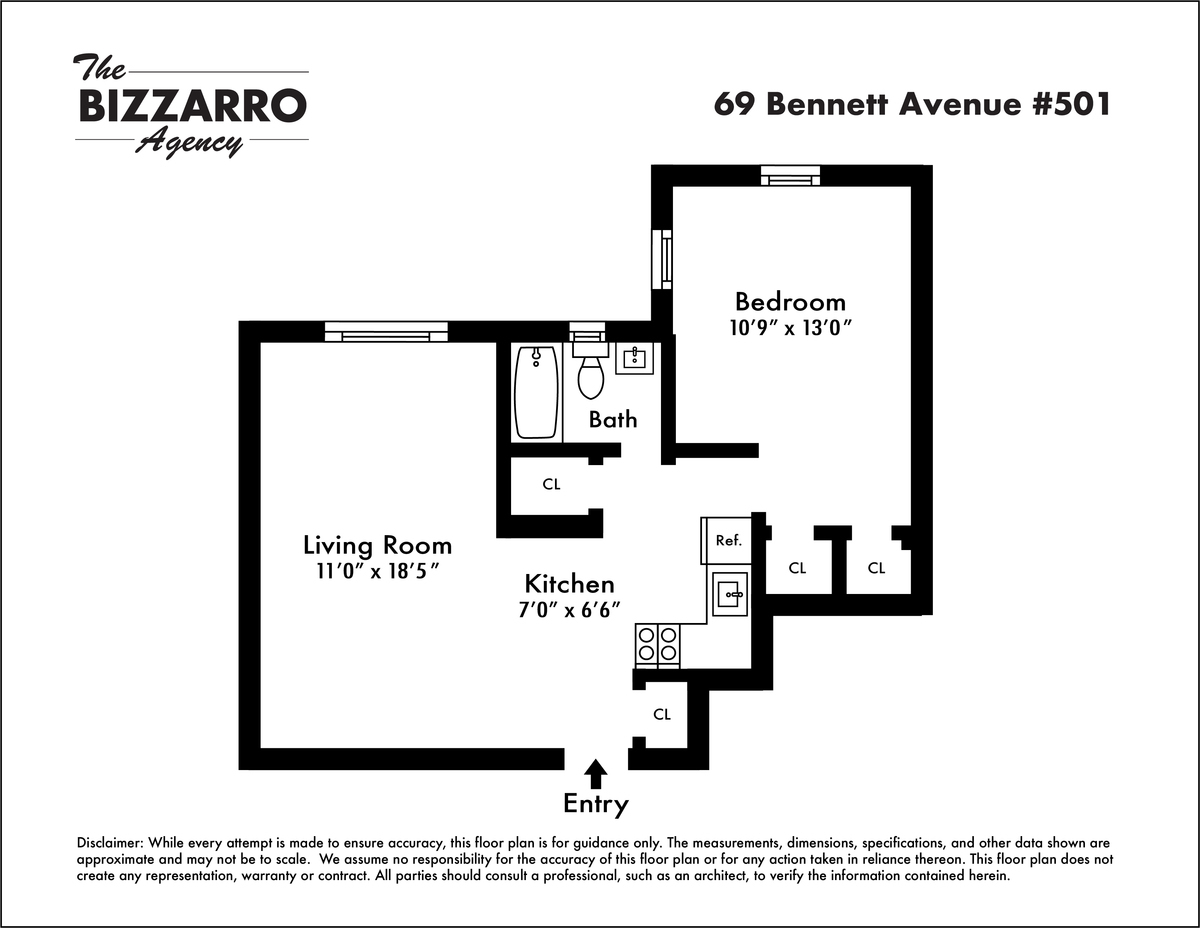 The
BIZZARRO
Agency
69 Bennett Avenue #501
Bedroom
10'9" x 13'0"
Bath
CL
Living Room
11'0" x 18'5"
Kitchen
7'0" x 6'6"
Ref.
CL
CL
CL
Entry
Disclaimer: While every attempt is made to ensure accuracy, this floor plan is for guidance only. The measurements, dimensions, specifications, and other data shown are
approximate and may not be to scale.  We assume no responsibility for the accuracy of this floor plan or for any action taken in reliance thereon. This floor plan does not
create any representation, warranty or contract. All parties should consult a professional, such as an architect, to verify the information contained herein.